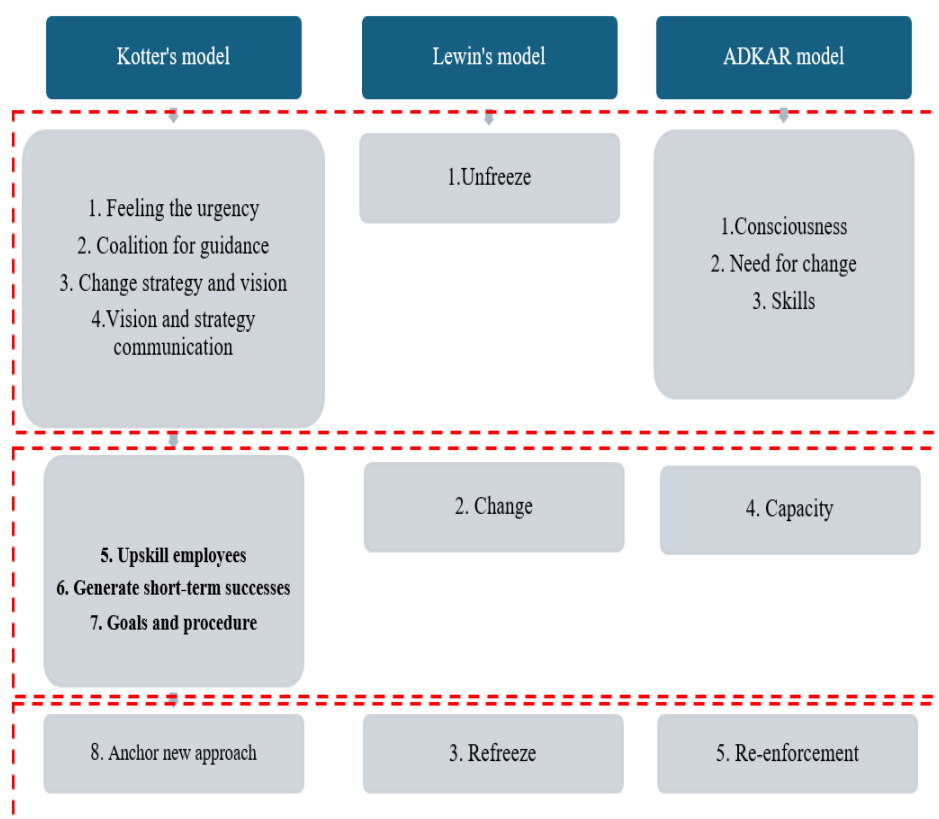 Kotter's model
Lewin's model
ADKAR model
1. Feeling the urgency
2. Coalition for guidance
3. Change strategy and vision
4.Vision and strategy
communication
1.Unfreeze
1.Consciousness
2. Need for change
3. Skills
5. Upskill employees
6. Generate short-term successes
7. Goals and procedure
2. Change
4. Capacity
8. Anchor new approach
3. Refreeze
5. Re-enforcement